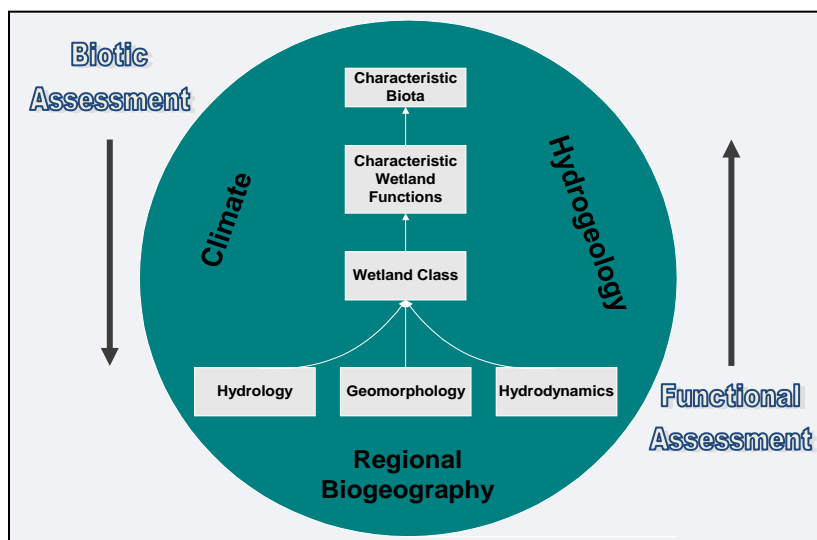 Biotic
Assessment
Characteristic
Biota
Characteristic
Wetland
Functions
Climate
Hydrogeology
Wetland Class
Hydrology
Geomorphology
Hydrodynamics
Functional
Assessment
Regional
Biogeography